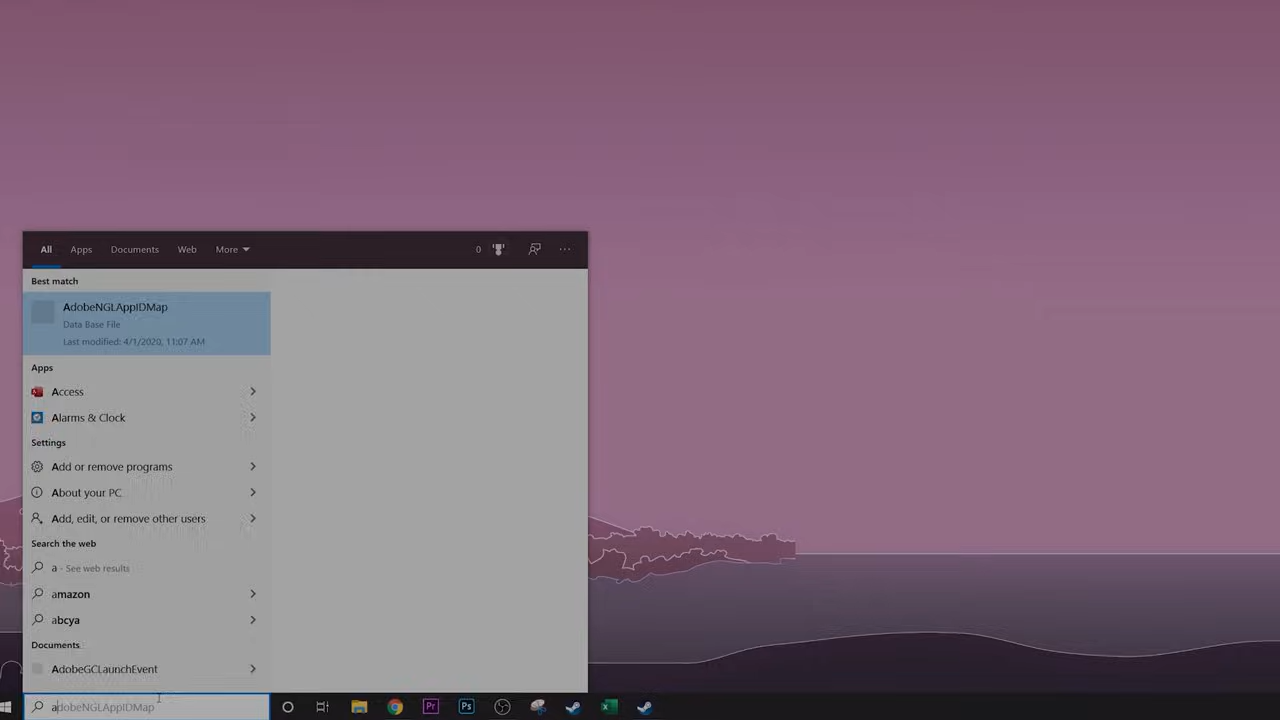 All Apps Documents Web More 0 ...
Best match
AdobeNGLAppIDMap
Data Base File
Last modified: 4/1/2020, 11:07 AM
Apps
Access
Alarms & Clock
Settings
Add or remove programs
About your PC
Add, edit, or remove other users
Search the web
a - See web results
amazon
abcya
Documents
AdobeGCLaunchEvent
adobeNGLAppIDMap Pr Ps